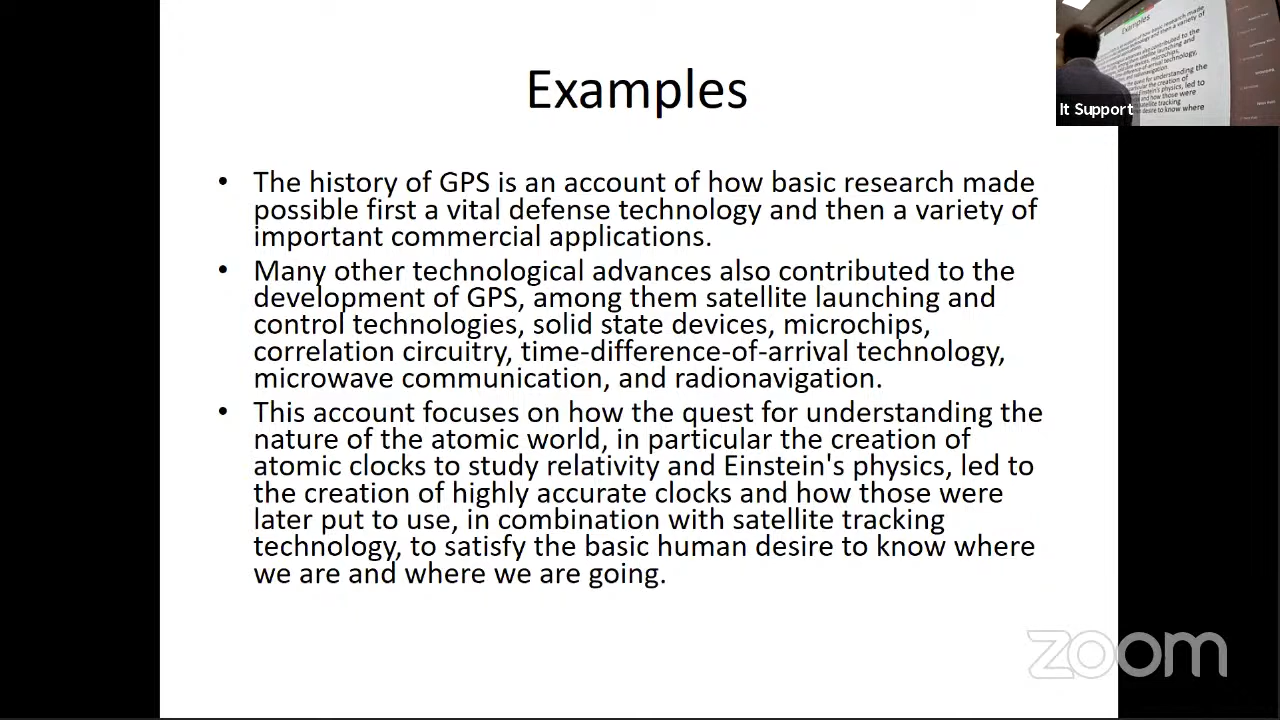 Examples
• The history of GPS is an account of how basic research made
possible first a vital defense technology and then a variety of
important commercial applications.
• Many other technological advances also contributed to the
development of GPS, among them satellite launching and
control technologies, solid state devices, microchips,
correlation circuitry, time-difference-of-arrival technology,
microwave communication, and radionavigation.
• This account focuses on how the quest for understanding the
nature of the atomic world, in particular the creation of
atomic clocks to study relativity and Einstein's physics, led to
the creation of highly accurate clocks and how those were
later put to use, in combination with satellite tracking
technology, to satisfy the basic human desire to know where
we are and where we are going.
It Support
zoom